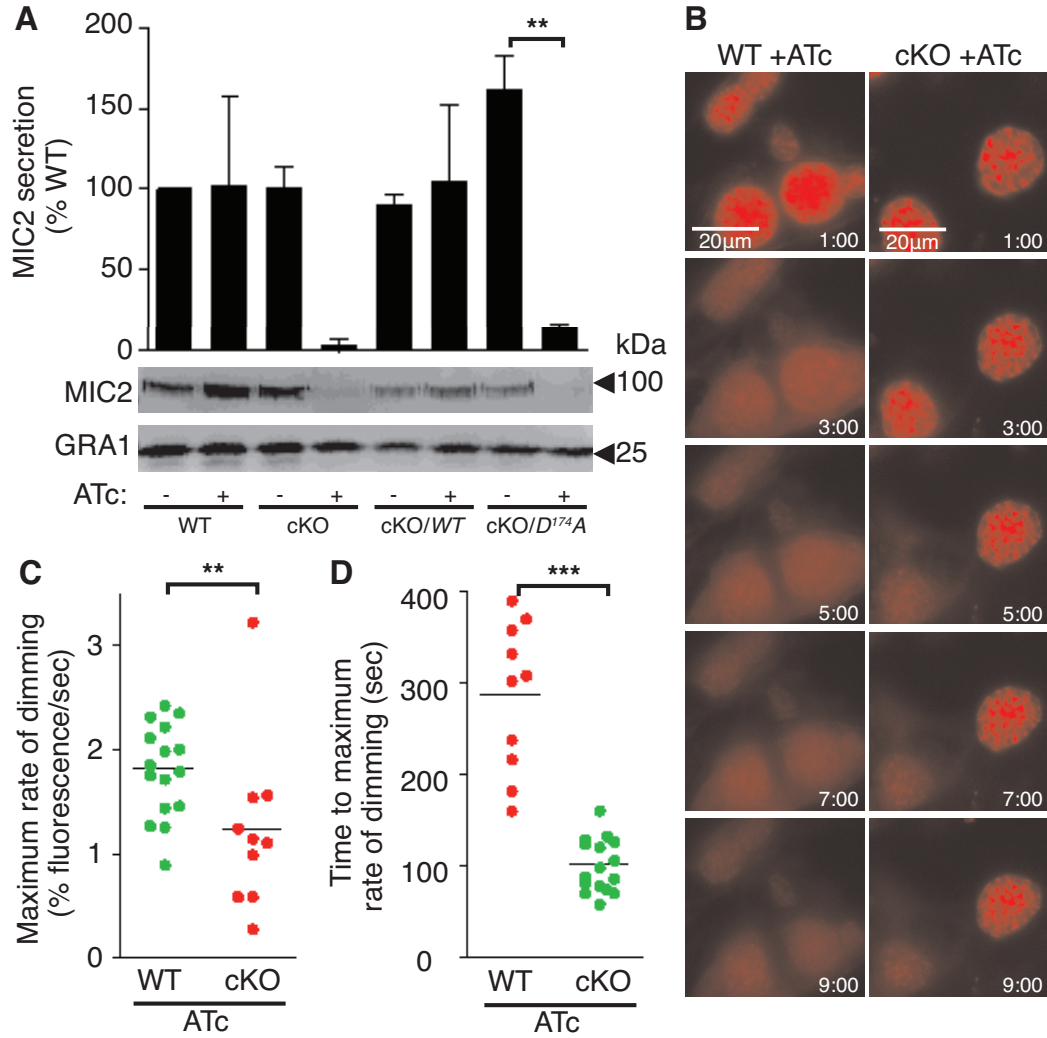 A
200
150
100
50
0
MIC2 secretion
(% WT)
**
kDa
MIC2
100
GRA1
25
ATc: - + - + - + - +
WT cKO cKO/WT cKO/D¹⁷⁴A
B
WT +ATc cKO +ATc
20µm 1:00 20µm 1:00
3:00 3:00
5:00 5:00
7:00 7:00
9:00 9:00
C
**
3
2
1
0
Maximum rate of dimming
(% fluorescence/sec)
WT cKO
ATc
D
***
400
300
200
100
0
Time to maximum
rate of dimming (sec)
WT cKO
ATc